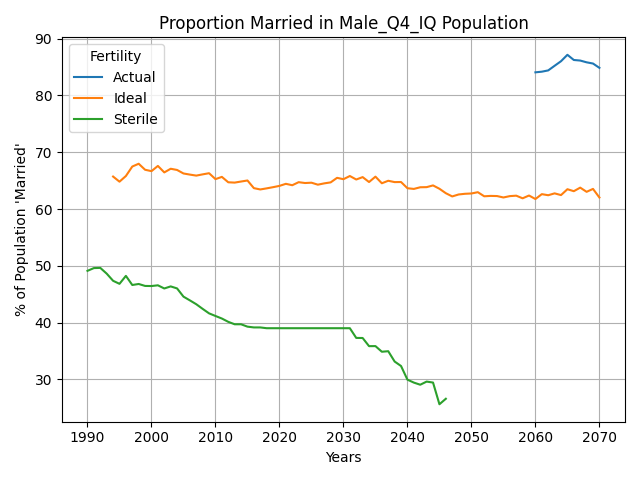 Proportion Married in Male_Q4_IQ Population
% of Population 'Married'
90
80
70
60
50
40
30
Fertility
Actual
Ideal
Sterile
1990 2000 2010 2020 2030 2040 2050 2060 2070
Years